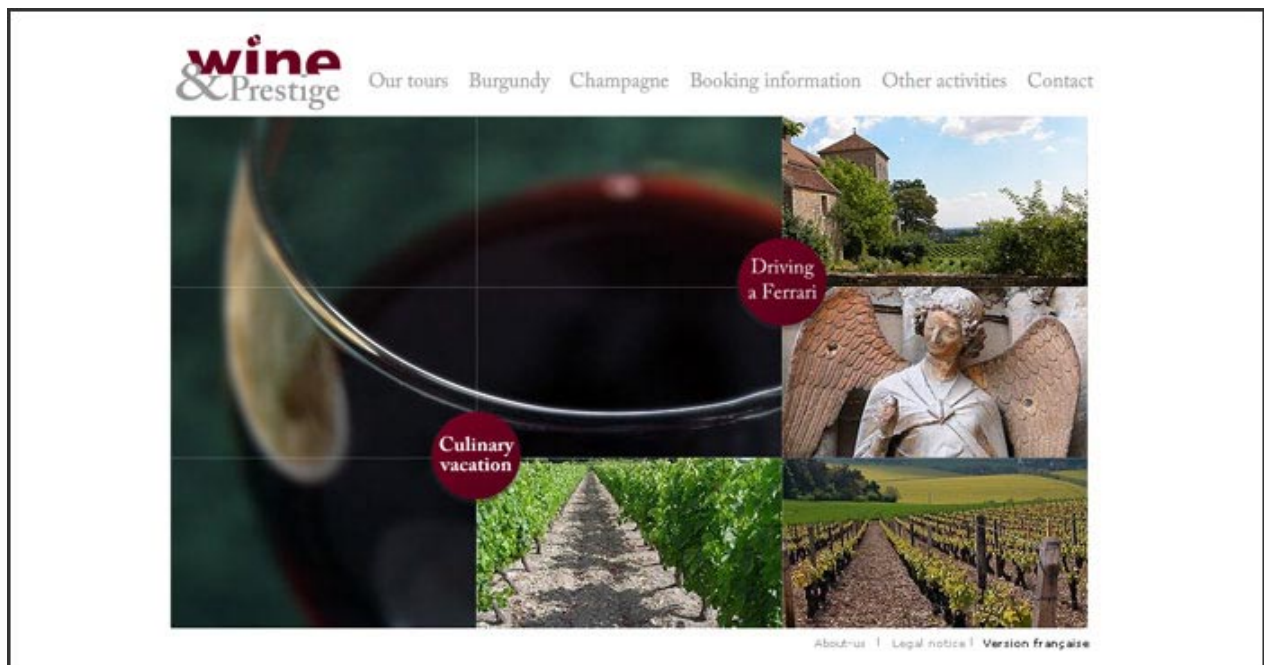 wine
& Prestige
Our tours Burgundy Champagne Booking information Other activities Contact
Driving
a Ferrari
Culinary
vacation
About-us | Legal notice | Version française